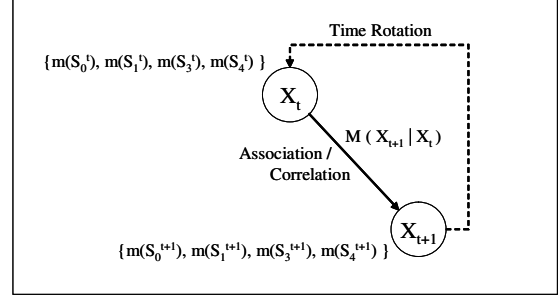 Time Rotation
{m(S₀ᵗ), m(S₁ᵗ), m(S₃ᵗ), m(S₄ᵗ) }
Xₜ
M ( Xₜ₊₁ | Xₜ )
Association /
Correlation
Xₜ₊₁
{m(S₀ᵗ⁺¹), m(S₁ᵗ⁺¹), m(S₃ᵗ⁺¹), m(S₄ᵗ⁺¹) }